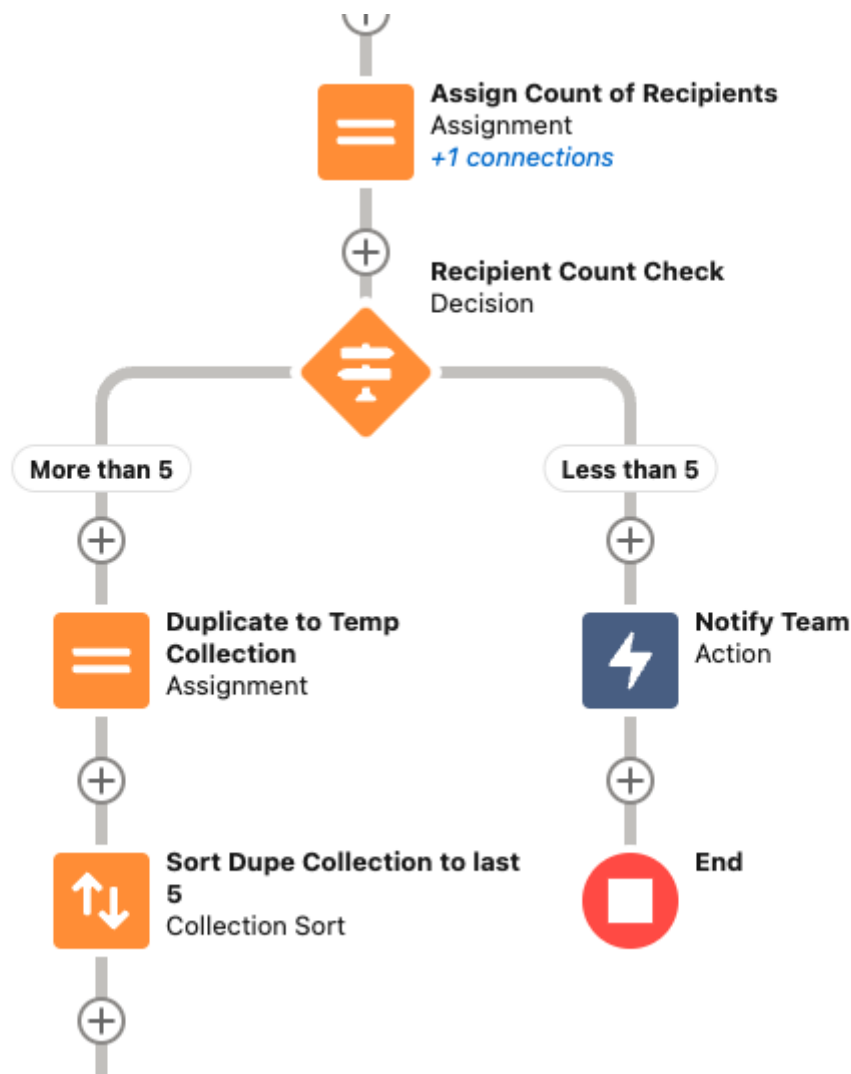 Assign Count of Recipients
Assignment
+1 connections
Recipient Count Check
Decision
More than 5
Less than 5
Duplicate to Temp
Collection
Assignment
Notify Team
Action
Sort Dupe Collection to last
5
Collection Sort
End